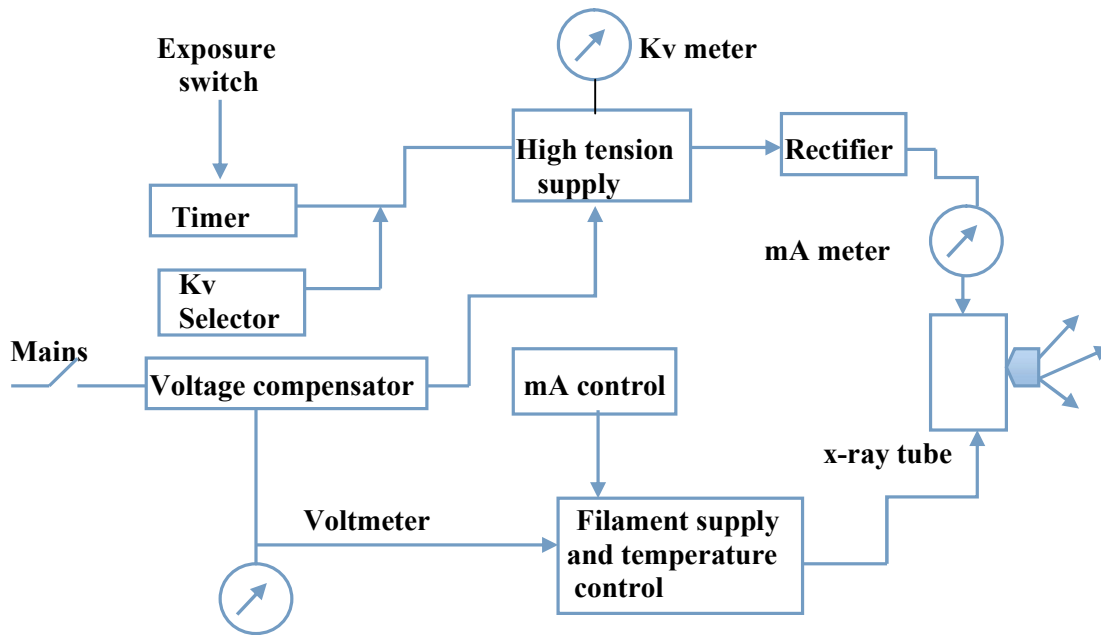 Kv meter
Exposure
switch
High tension
supply
Rectifier
Timer
mA meter
Kv
Selector
Mains
Voltage compensator
mA control
x-ray tube
Voltmeter
Filament supply
and temperature
control